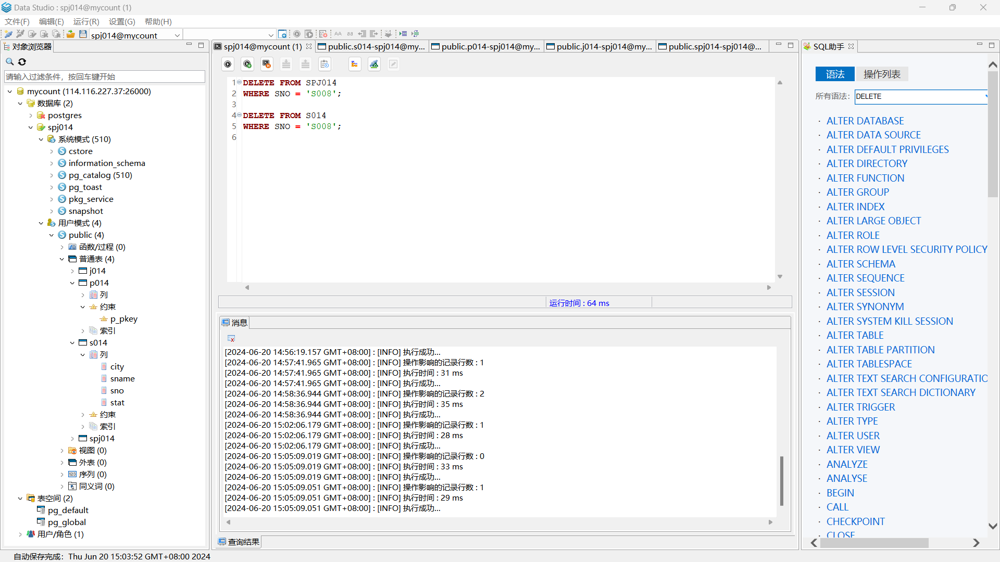 Data Studio : spj014@mycount (1)
文件(F) 编辑(E) 运行(R) 设置(G) 帮助(H)
spj014@mycount
AA aa
对象浏览器
请输入过滤条件，按回车键开始
mycount (114.116.227.37:26000)
数据库 (2)
postgres
spj014
系统模式 (510)
cstore
information_schema
pg_catalog (510)
pg_toast
pkg_service
snapshot
用户模式 (4)
public (4)
函数/过程 (0)
普通表 (4)
j014
p014
列
约束
p_pkey
索引
s014
列
city
sname
sno
stat
约束
索引
spj014
视图 (0)
外表 (0)
序列 (0)
同义词 (0)
表空间 (2)
pg_default
pg_global
用户/角色 (1)
spj014@mycount (1) public.s014-spj014@my... public.p014-spj014@my... public.j014-spj014@my... public.spj014-spj014@...
1 DELETE FROM SPJ014
2 WHERE SNO = 'S008';
3
4 DELETE FROM S014
5 WHERE SNO = 'S008';
6
运行时间 : 64 ms
消息
[2024-06-20 14:56:19.157 GMT+08:00] : [INFO] 执行成功...
[2024-06-20 14:57:41.965 GMT+08:00] : [INFO] 操作影响的记录行数 : 1
[2024-06-20 14:57:41.965 GMT+08:00] : [INFO] 执行时间 : 31 ms
[2024-06-20 14:57:41.965 GMT+08:00] : [INFO] 执行成功...
[2024-06-20 14:58:36.944 GMT+08:00] : [INFO] 操作影响的记录行数 : 2
[2024-06-20 14:58:36.944 GMT+08:00] : [INFO] 执行时间 : 35 ms
[2024-06-20 14:58:36.944 GMT+08:00] : [INFO] 执行成功...
[2024-06-20 15:02:06.179 GMT+08:00] : [INFO] 操作影响的记录行数 : 1
[2024-06-20 15:02:06.179 GMT+08:00] : [INFO] 执行时间 : 28 ms
[2024-06-20 15:02:06.179 GMT+08:00] : [INFO] 执行成功...
[2024-06-20 15:05:09.019 GMT+08:00] : [INFO] 操作影响的记录行数 : 0
[2024-06-20 15:05:09.019 GMT+08:00] : [INFO] 执行时间 : 33 ms
[2024-06-20 15:05:09.019 GMT+08:00] : [INFO] 执行成功...
[2024-06-20 15:05:09.051 GMT+08:00] : [INFO] 操作影响的记录行数 : 1
[2024-06-20 15:05:09.051 GMT+08:00] : [INFO] 执行时间 : 29 ms
[2024-06-20 15:05:09.051 GMT+08:00] : [INFO] 执行成功...
查询结果
SQL助手
语法 操作列表
所有语法： DELETE
· ALTER DATABASE
· ALTER DATA SOURCE
· ALTER DEFAULT PRIVILEGES
· ALTER DIRECTORY
· ALTER FUNCTION
· ALTER GROUP
· ALTER INDEX
· ALTER LARGE OBJECT
· ALTER ROLE
· ALTER ROW LEVEL SECURITY POLICY
· ALTER SCHEMA
· ALTER SEQUENCE
· ALTER SESSION
· ALTER SYNONYM
· ALTER SYSTEM KILL SESSION
· ALTER TABLE
· ALTER TABLE PARTITION
· ALTER TABLESPACE
· ALTER TEXT SEARCH CONFIGURATIO
· ALTER TEXT SEARCH DICTIONARY
· ALTER TRIGGER
· ALTER TYPE
· ALTER USER
· ALTER VIEW
· ANALYZE
· ANALYSE
· BEGIN
· CALL
· CHECKPOINT
· CLOSE
自动保存完成：Thu Jun 20 15:03:52 GMT+08:00 2024